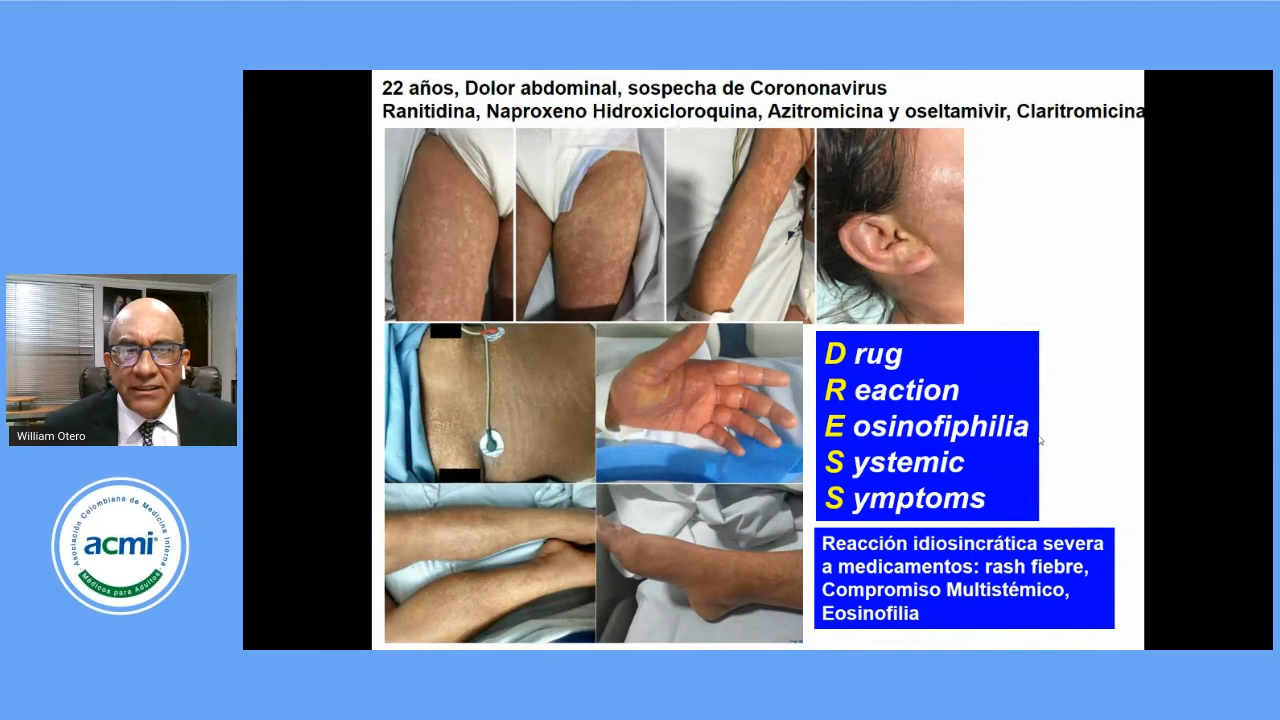 22 años, Dolor abdominal, sospecha de Corononavirus
Ranitidina, Naproxeno Hidroxicloroquina, Azitromicina y oseltamivir, Claritromicina
D rug
R eaction
E osinofiphilia
S ystemic
S ymptoms
Reacción idiosincrática severa
a medicamentos: rash fiebre,
Compromiso Multistémico,
Eosinofilia
William Otero
Asociación Colombiana de Medicina Interna
acmi
Médicos para Adultos